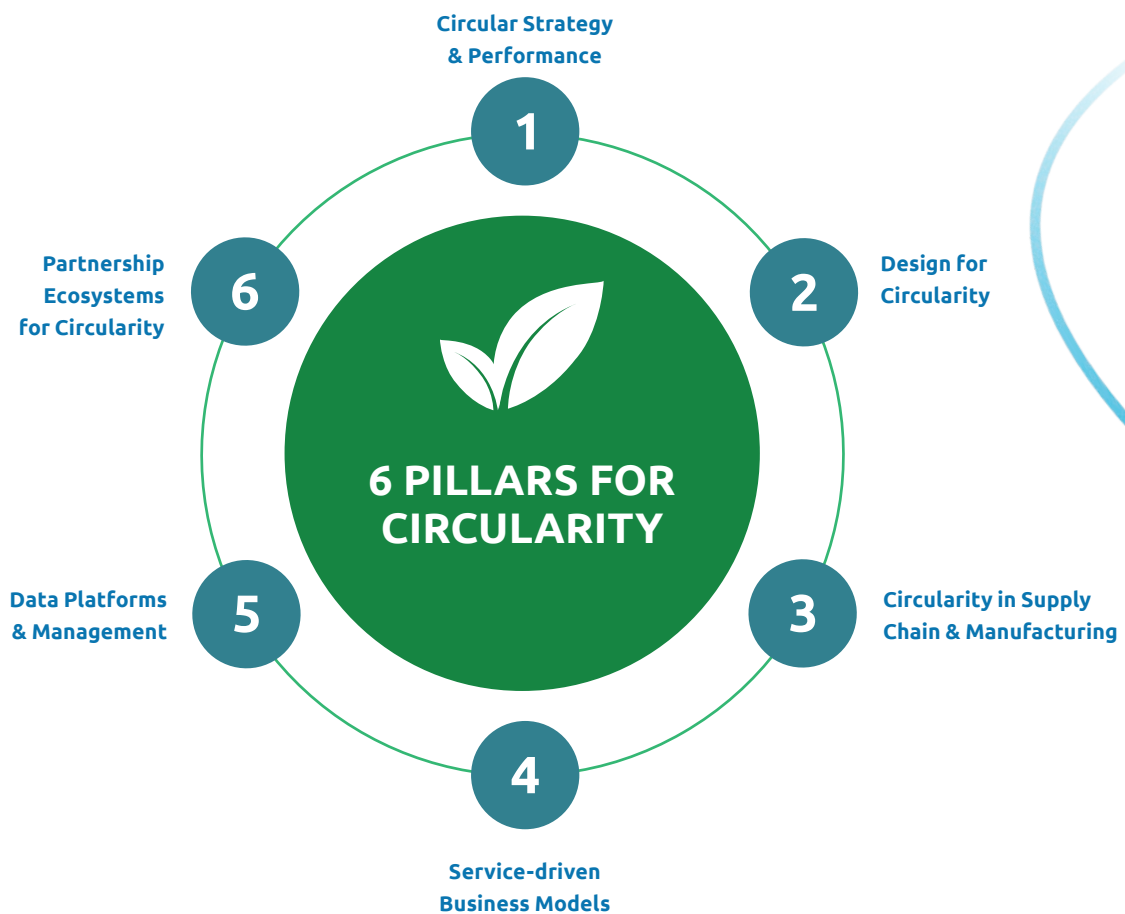 Circular Strategy
& Performance
1
2
Design for
Circularity
3
Circularity in Supply
Chain & Manufacturing
4
Service-driven
Business Models
5
Data Platforms
& Management
6
Partnership
Ecosystems
for Circularity
6 PILLARS FOR
CIRCULARITY